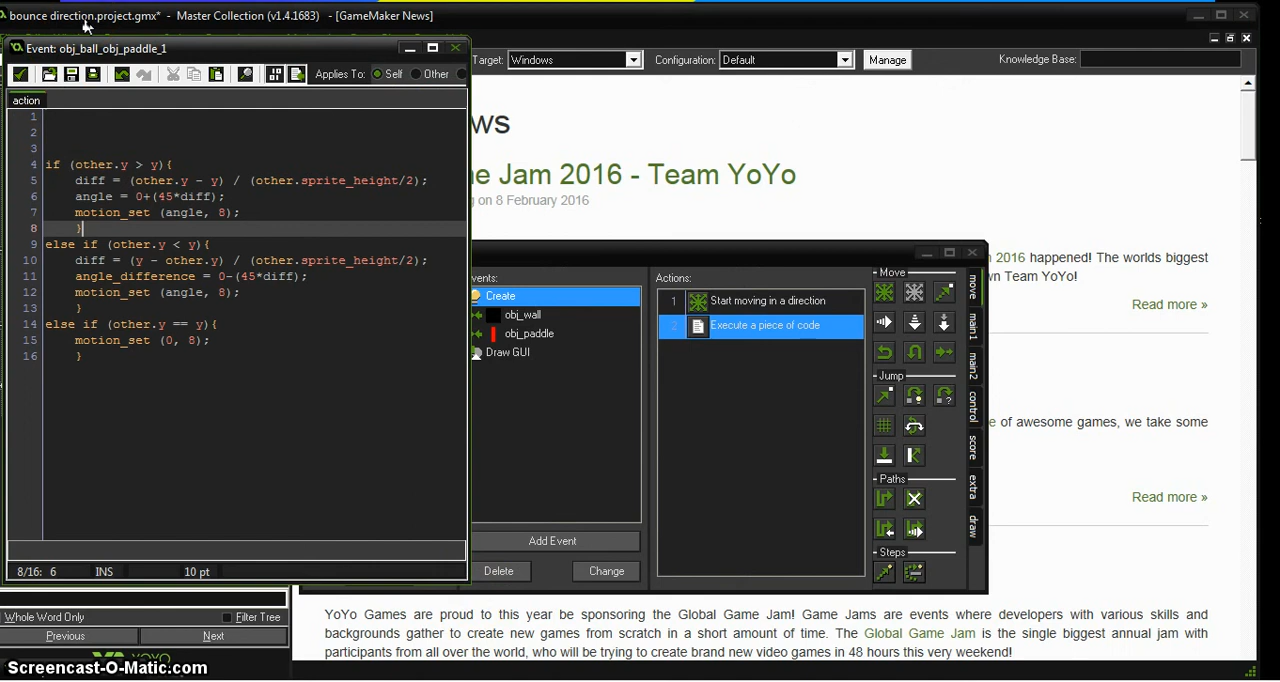 bounce direction.project.gmx* - Master Collection (v1.4.1683) - [GameMaker News]
Event: obj_ball_obj_paddle_1
Target: Windows Configuration: Default Manage Knowledge Base:
Applies To: Self Other
action
1
2
3
4 if (other.y > y){
5 diff = (other.y - y) / (other.sprite_height/2);
6 angle = 0+(45*diff);
7 motion_set (angle, 8);
8 }
9 else if (other.y < y){
10 diff = (y - other.y) / (other.sprite_height/2);
11 angle_difference = 0-(45*diff);
12 motion_set (angle, 8);
13 }
14 else if (other.y == y){
15 motion_set (0, 8);
16 }
8/16: 6 INS 10 pt
ws
e Game Jam 2016 - Team YoYo
g on 8 February 2016
2016 happened! The worlds biggest
n Team YoYo!
Read more »
e of awesome games, we take some
Read more »
vents:
Create
obj_wall
obj_paddle
Draw GUI
Add Event
Delete Change
Actions:
1 Start moving in a direction
2 Execute a piece of code
Move
Jump
Paths
Steps
move
main1
main2
control
score
extra
draw
Whole Word Only Filter Tree
Previous Next
YoYo Games are proud to this year be sponsoring the Global Game Jam! Game Jams are events where developers with various skills and
backgrounds gather to create new games from scratch in a short amount of time. The Global Game Jam is the single biggest annual jam with
participants from all over the world, who will be trying to create brand new video games in 48 hours this very weekend!
Screencast-O-Matic.com